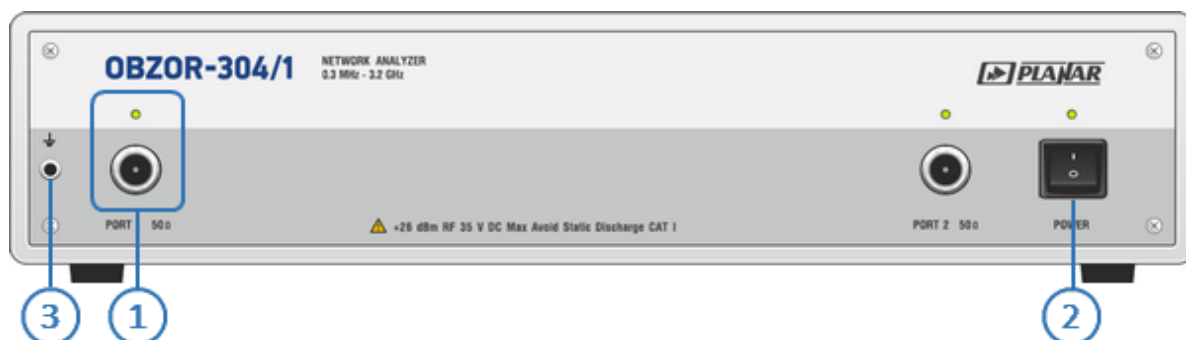 OBZOR-304/1
NETWORK ANALYZER
0.3 MHz - 3.2 GHz
PLANAR
PORT 50Ω
+26 dBm RF 35 V DC Max Avoid Static Discharge CAT I
PORT 2 50Ω
POWER
3
1
2